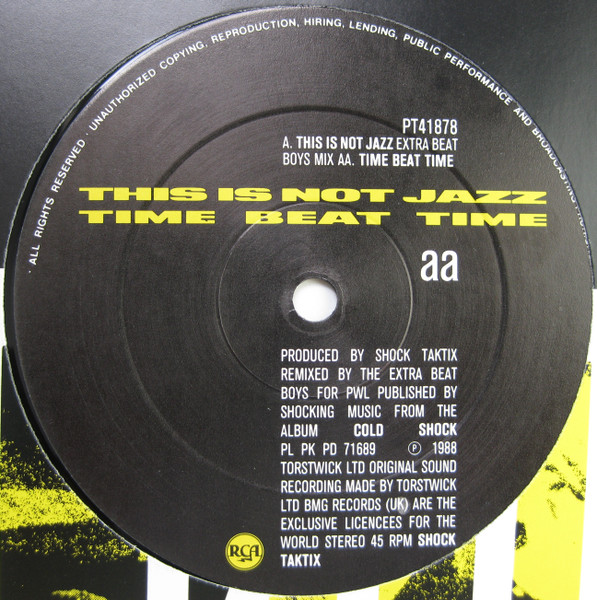 · ALL RIGHTS RESERVED · UNAUTHORIZED COPYING, REPRODUCTION, HIRING, LENDING, PUBLIC PERFORMANCE AND BROADCASTING
PT41878
A. THIS IS NOT JAZZ EXTRA BEAT
BOYS MIX AA. TIME BEAT TIME
THIS IS NOT JAZZ
TIME BEAT TIME
aa
PRODUCED BY SHOCK TAKTIX
REMIXED BY THE EXTRA BEAT
BOYS FOR PWL PUBLISHED BY
SHOCKING MUSIC FROM THE
ALBUM COLD SHOCK
PL PK PD 71689 ℗ 1988
TORSTWICK LTD ORIGINAL SOUND
RECORDING MADE BY TORSTWICK
LTD BMG RECORDS (UK) ARE THE
EXCLUSIVE LICENCEES FOR THE
WORLD STEREO 45 RPM SHOCK
TAKTIX
RCA